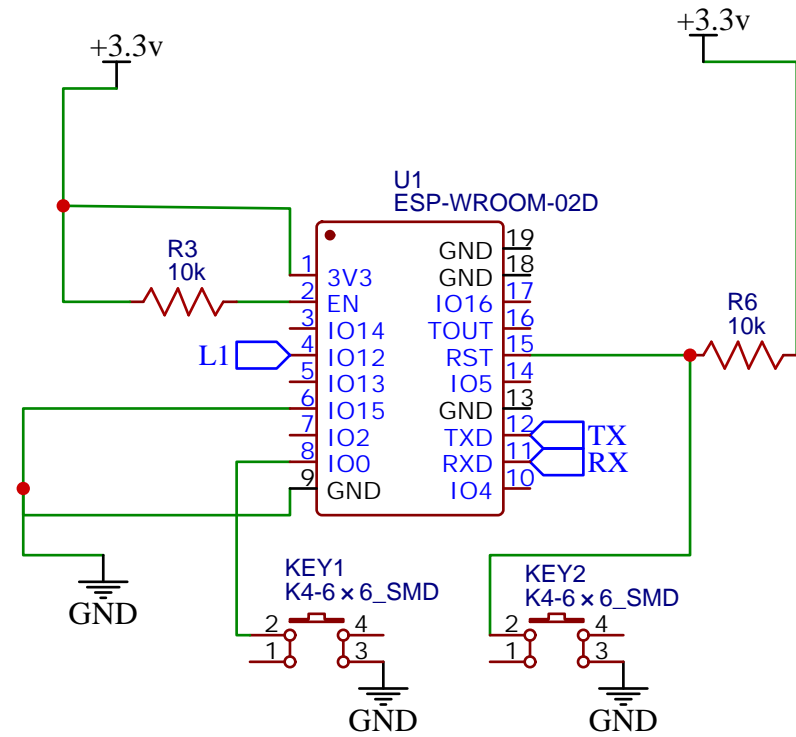 +3.3v
+3.3v
U1
ESP-WROOM-02D
R3
10k
R6
10k
L1
1 3V3
2 EN
3 IO14
4 IO12
5 IO13
6 IO15
7 IO2
8 IO0
9 GND
GND 19
GND 18
IO16 17
TOUT 16
RST 15
IO5 14
GND 13
TXD 12
RXD 11
IO4 10
TX
RX
GND
KEY1
K4-6×6_SMD
2 4
1 3
GND
KEY2
K4-6×6_SMD
2 4
1 3
GND